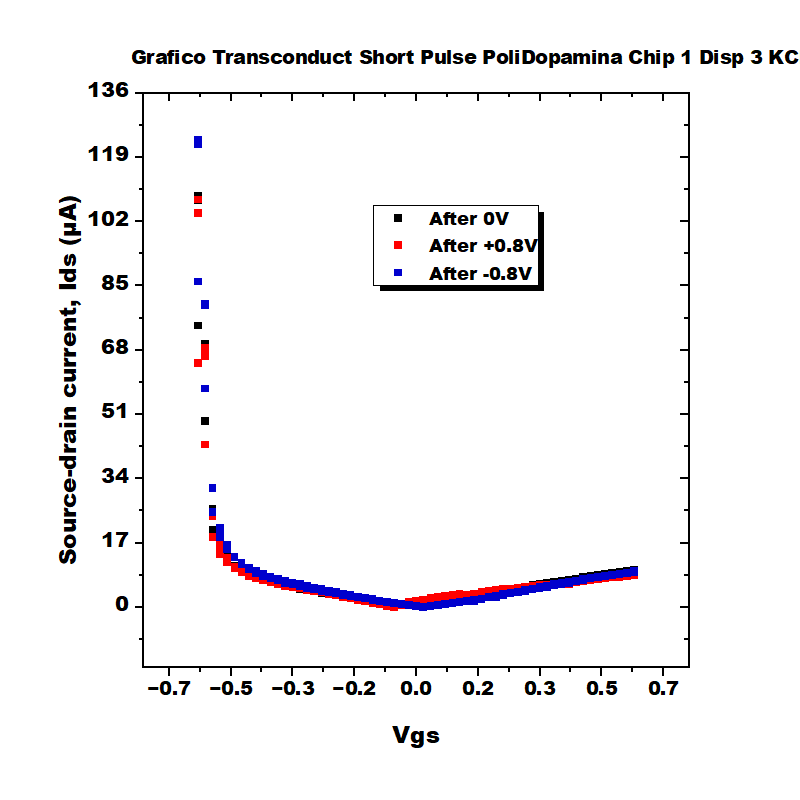 Grafico Transconduct Short Pulse PoliDopamina Chip 1 Disp 3 KC
136
119
102
85
68
51
34
17
0
Source-drain current, Ids (µA)
After 0V
After +0.8V
After -0.8V
−0.7 −0.5 −0.3 −0.2 0.0 0.2 0.3 0.5 0.7
Vgs